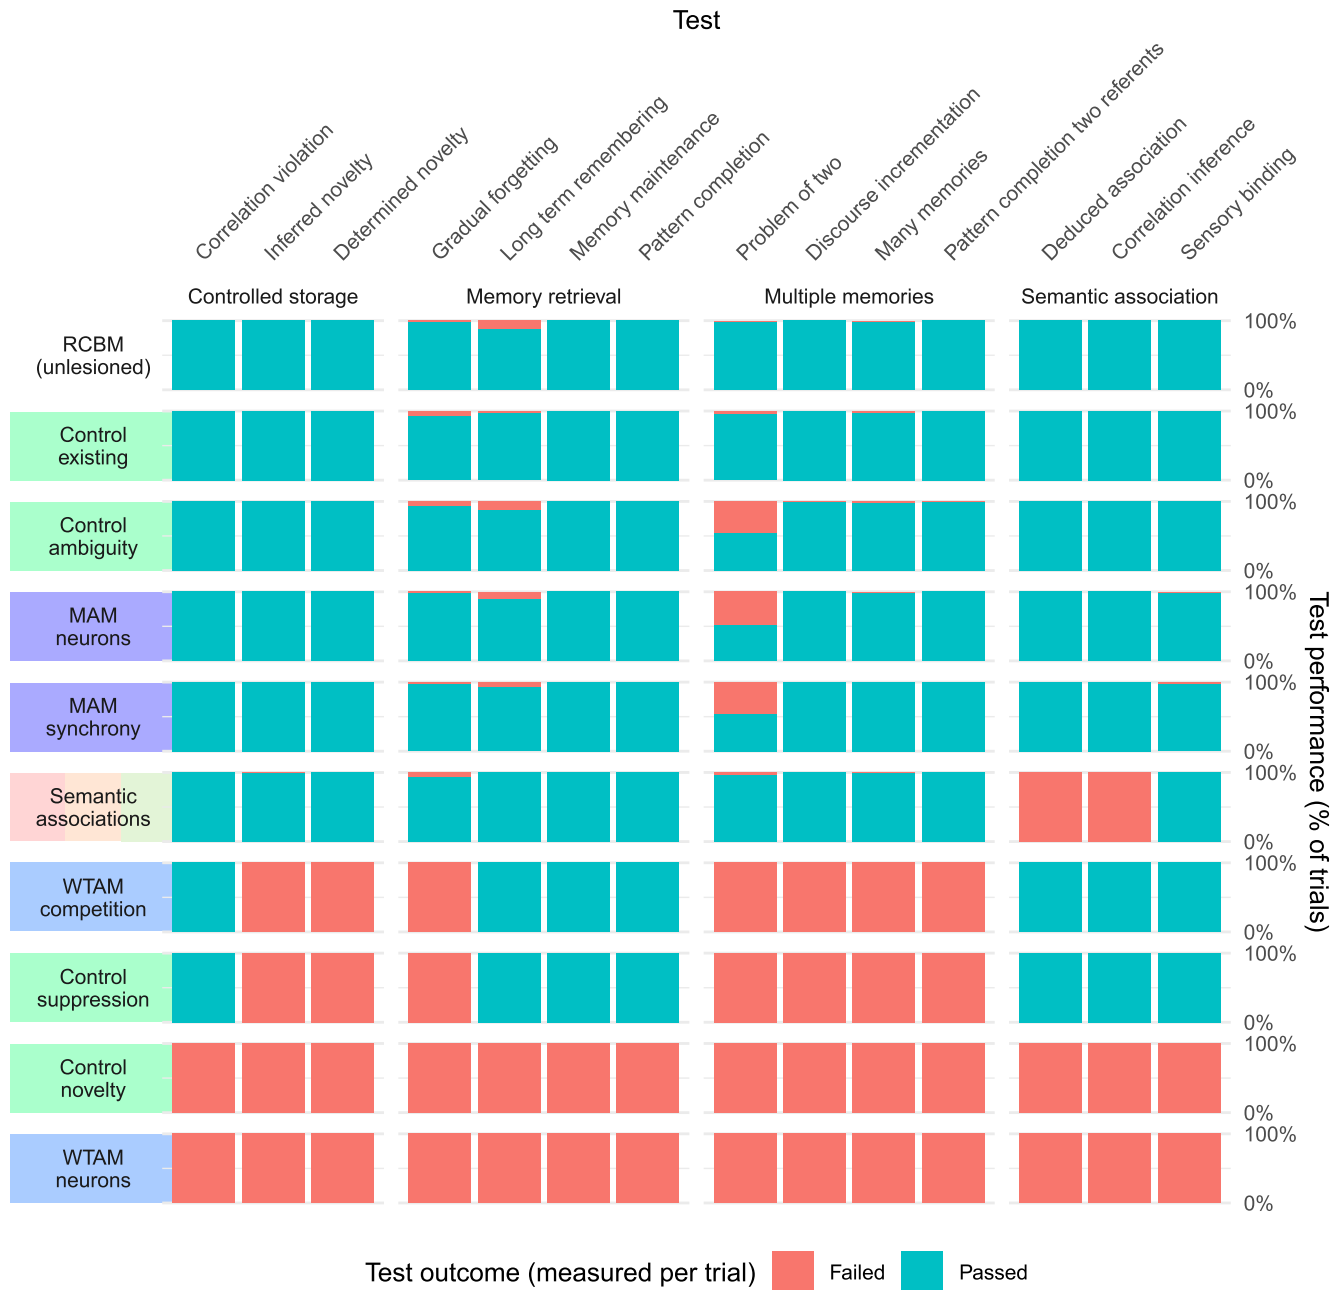 Test
Correlation violation
Inferred novelty
Determined novelty
Gradual forgetting
Long term remembering
Memory maintenance
Pattern completion
Problem of two
Discourse incrementation
Many memories
Pattern completion two referents
Deduced association
Correlation inference
Sensory binding
Controlled storage
Memory retrieval
Multiple memories
Semantic association
RCBM
(unlesioned)
100%
0%
Control
existing
100%
0%
Control
ambiguity
100%
0%
MAM
neurons
100%
0%
MAM
synchrony
100%
0%
Semantic
associations
100%
0%
WTAM
competition
100%
0%
Control
suppression
100%
0%
Control
novelty
100%
0%
WTAM
neurons
100%
0%
Test performance (% of trials)
Test outcome (measured per trial)
Failed
Passed